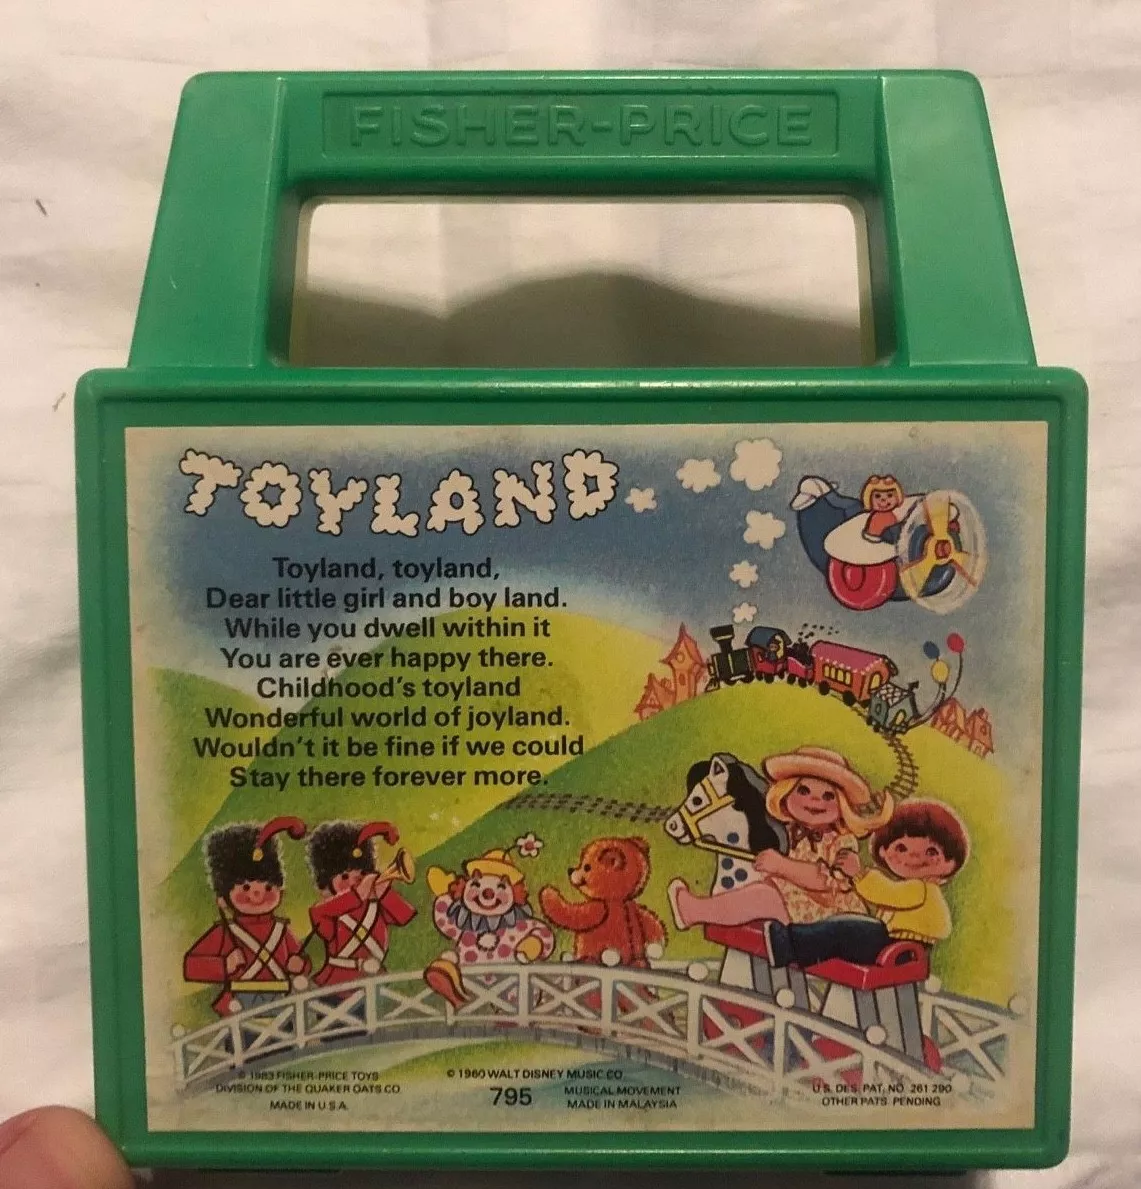 FISHER-PRICE
TOYLAND
Toyland, toyland,
Dear little girl and boy land.
While you dwell within it
You are ever happy there.
Childhood's toyland
Wonderful world of joyland.
Wouldn't it be fine if we could
Stay there forever more.
© 1983 FISHER-PRICE TOYS
DIVISION OF THE QUAKER OATS CO
MADE IN U.S.A.
© 1960 WALT DISNEY MUSIC CO.
795
MUSICAL MOVEMENT
MADE IN MALAYSIA
U.S. DES. PAT. NO. 261 290
OTHER PATS PENDING